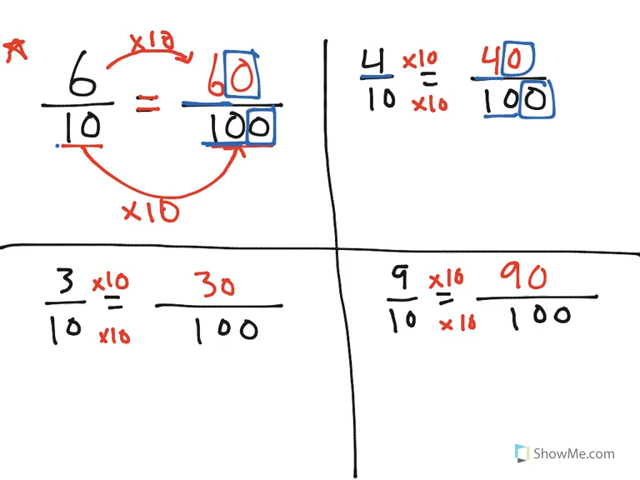 ×10
6/10 = 60/100
×10
4/10 ×10 = ×10 40/100
3/10 ×10 = ×10 30/100
9/10 ×10 = ×10 90/100
ShowMe.com